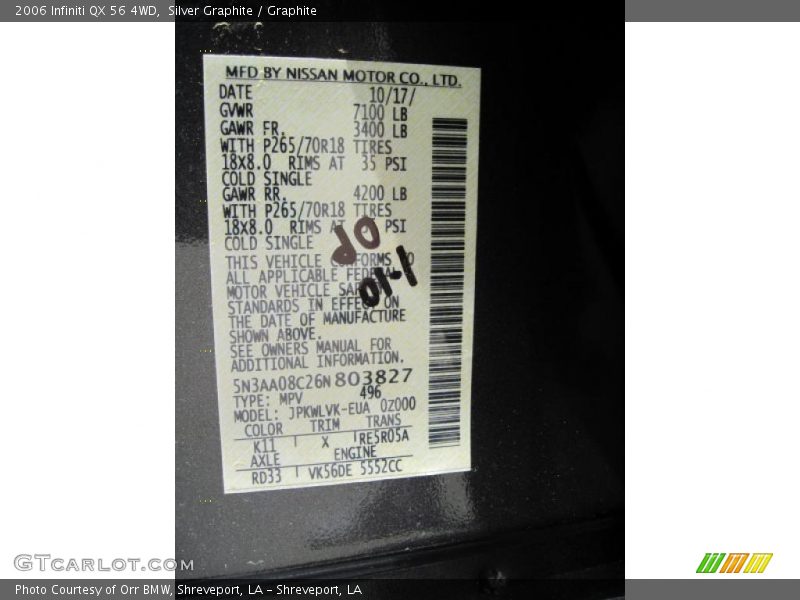 2006 Infiniti QX 56 4WD, Silver Graphite / Graphite
MFD BY NISSAN MOTOR CO., LTD.
DATE 10/17/
GVWR 7100 LB
GAWR FR. 3400 LB
WITH P265/70R18 TIRES
18X8.0 RIMS AT 35 PSI
COLD SINGLE
GAWR RR. 4200 LB
WITH P265/70R18 TIRES
18X8.0 RIMS AT PSI
COLD SINGLE
THIS VEHICLE CONFORMS TO
ALL APPLICABLE FEDERAL
MOTOR VEHICLE SAFETY
STANDARDS IN EFFECT ON
THE DATE OF MANUFACTURE
SHOWN ABOVE.
SEE OWNERS MANUAL FOR
ADDITIONAL INFORMATION.
5N3AA08C26N803827
TYPE: MPV 496
MODEL: JPKWLVK-EUA 0Z000
COLOR TRIM TRANS
K11 X RE5R05A
AXLE ENGINE
RD33 VK56DE 5552CC
GTcarlot.com
Photo Courtesy of Orr BMW, Shreveport, LA - Shreveport, LA